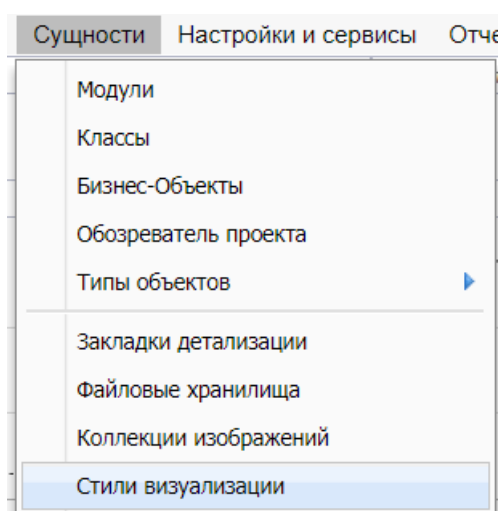 Сущности Настройки и сервисы Отче
Модули
Классы
Бизнес-Объекты
Обозреватель проекта
Типы объектов
Закладки детализации
Файловые хранилища
Коллекции изображений
Стили визуализации